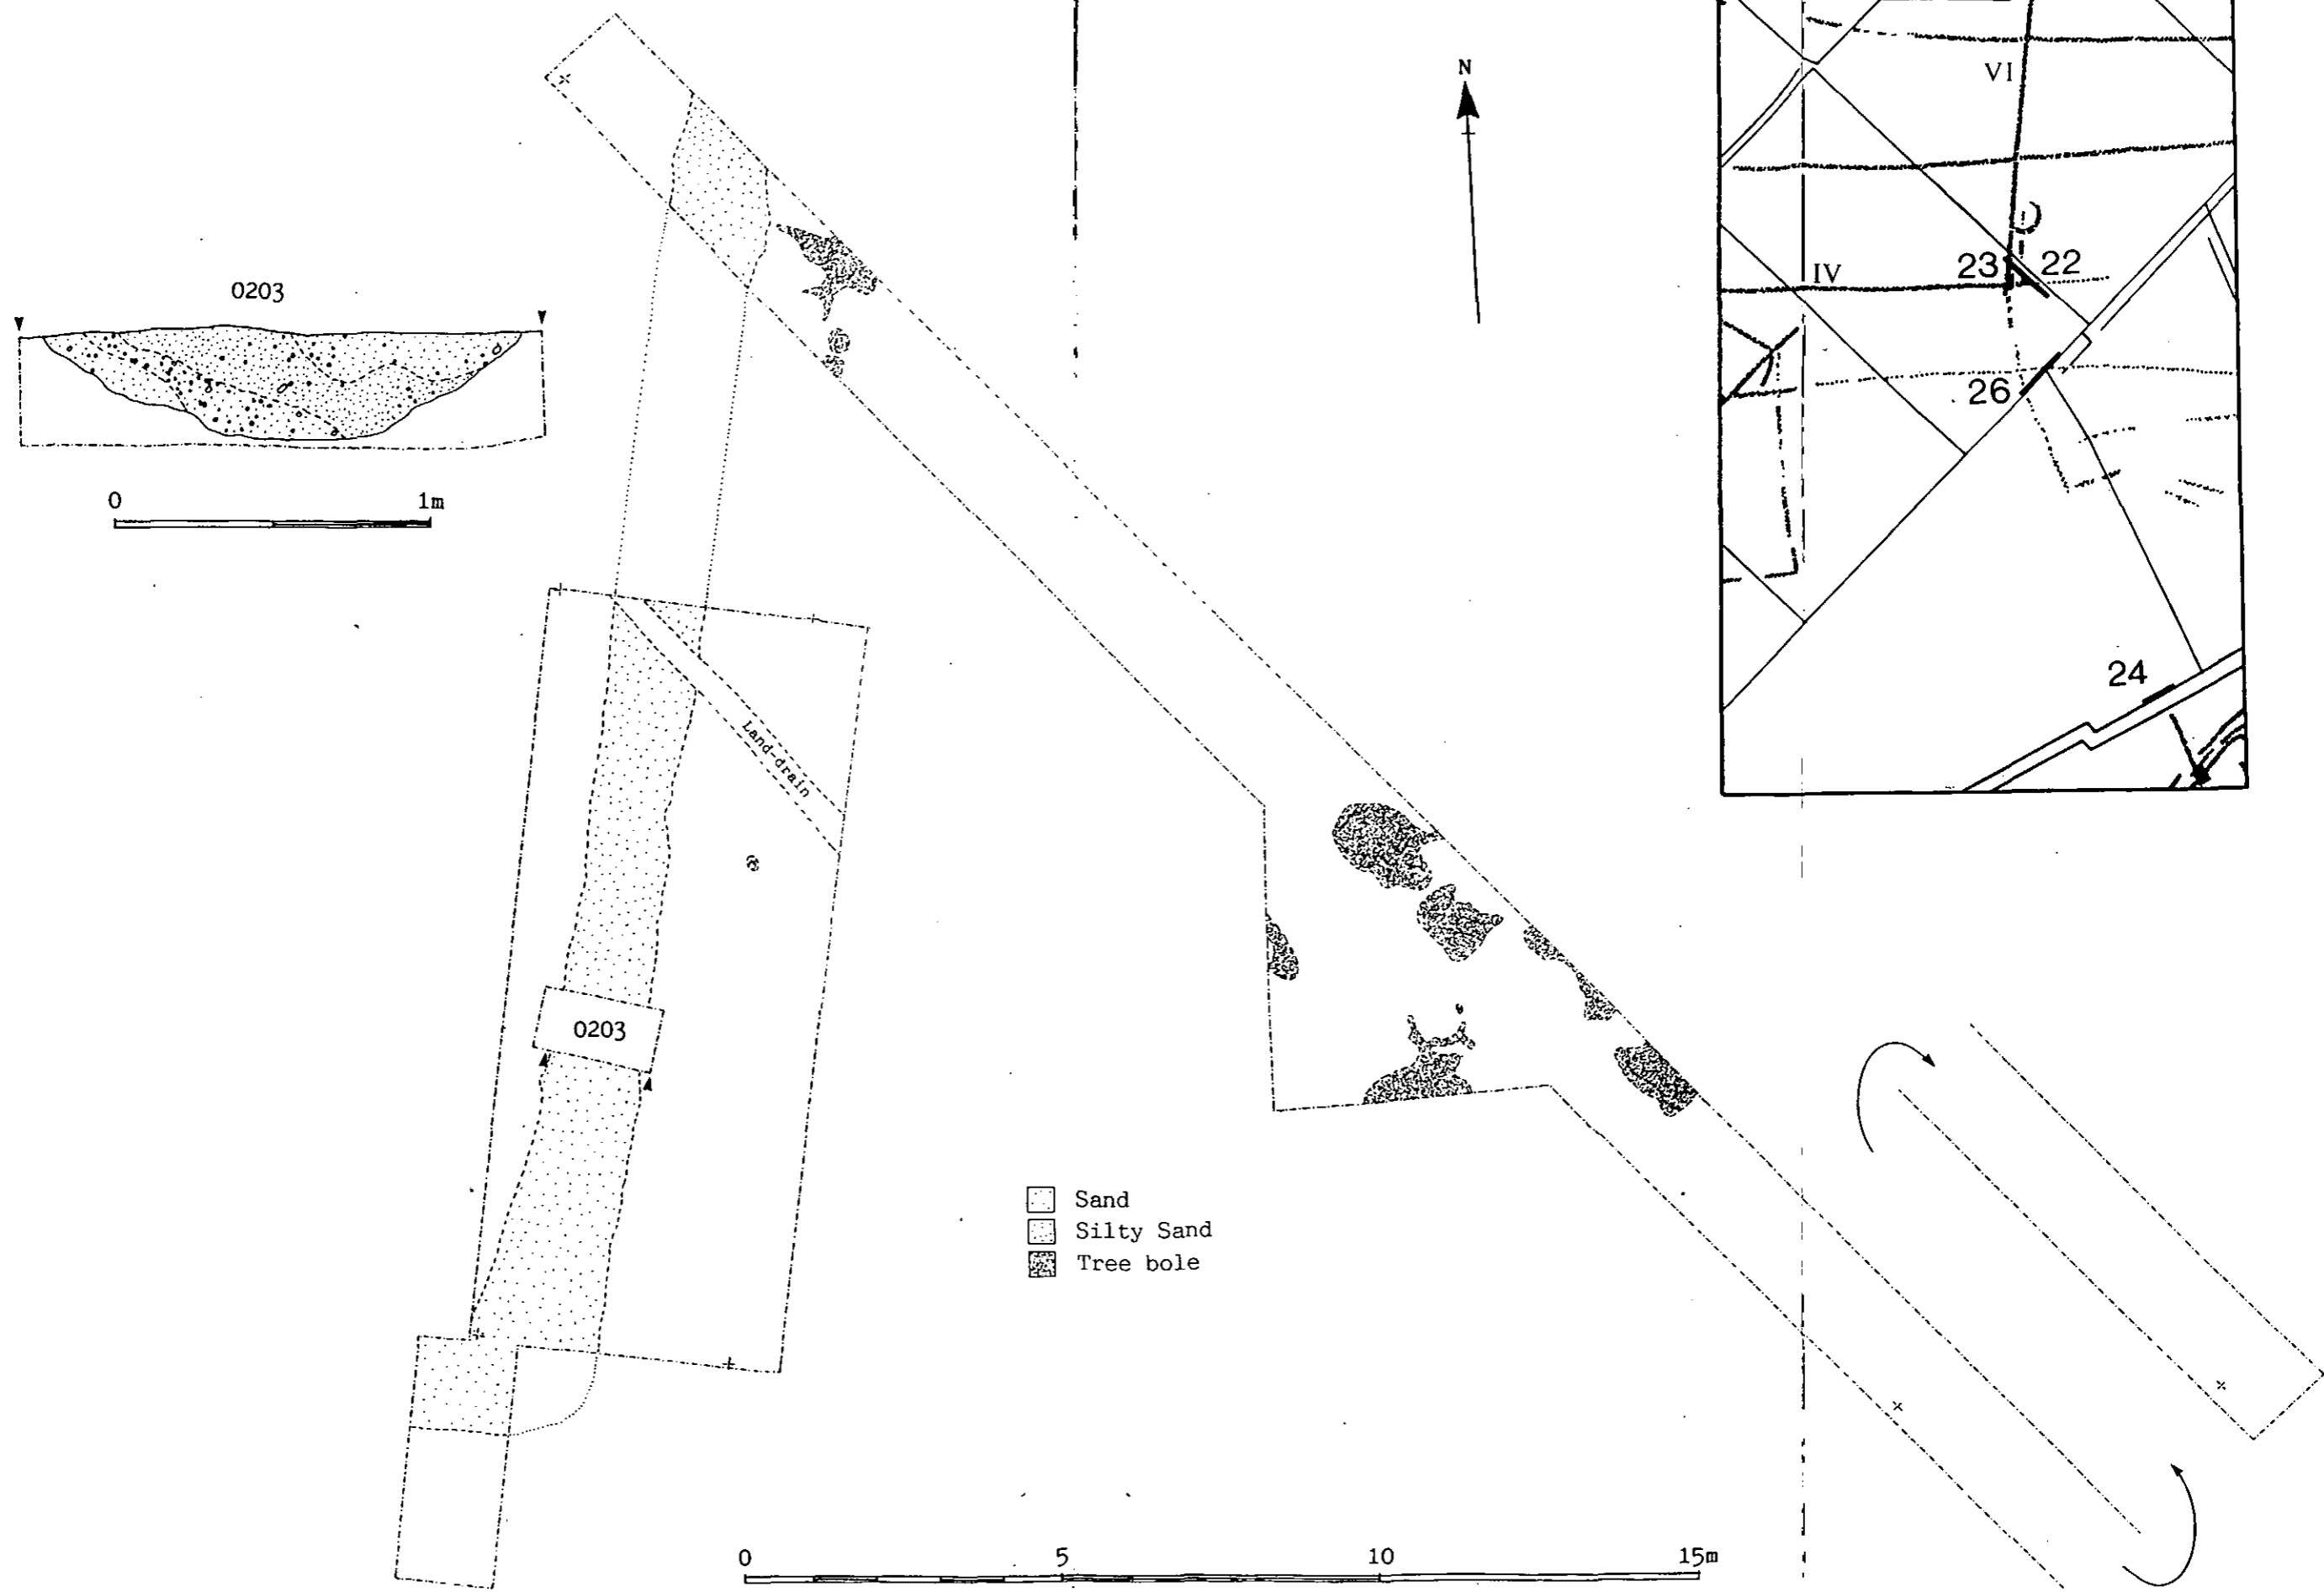 N
VI
23 22
IV
26
24
0203
0 1m
Land-drain
0203
Sand
Silty Sand
Tree bole
0 5 10 15m